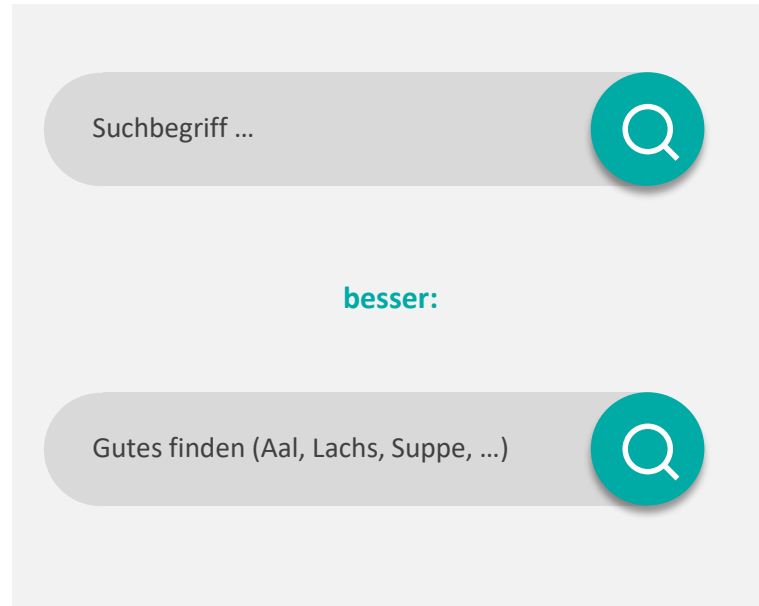 Suchbegriff …
besser:
Gutes finden (Aal, Lachs, Suppe, …)